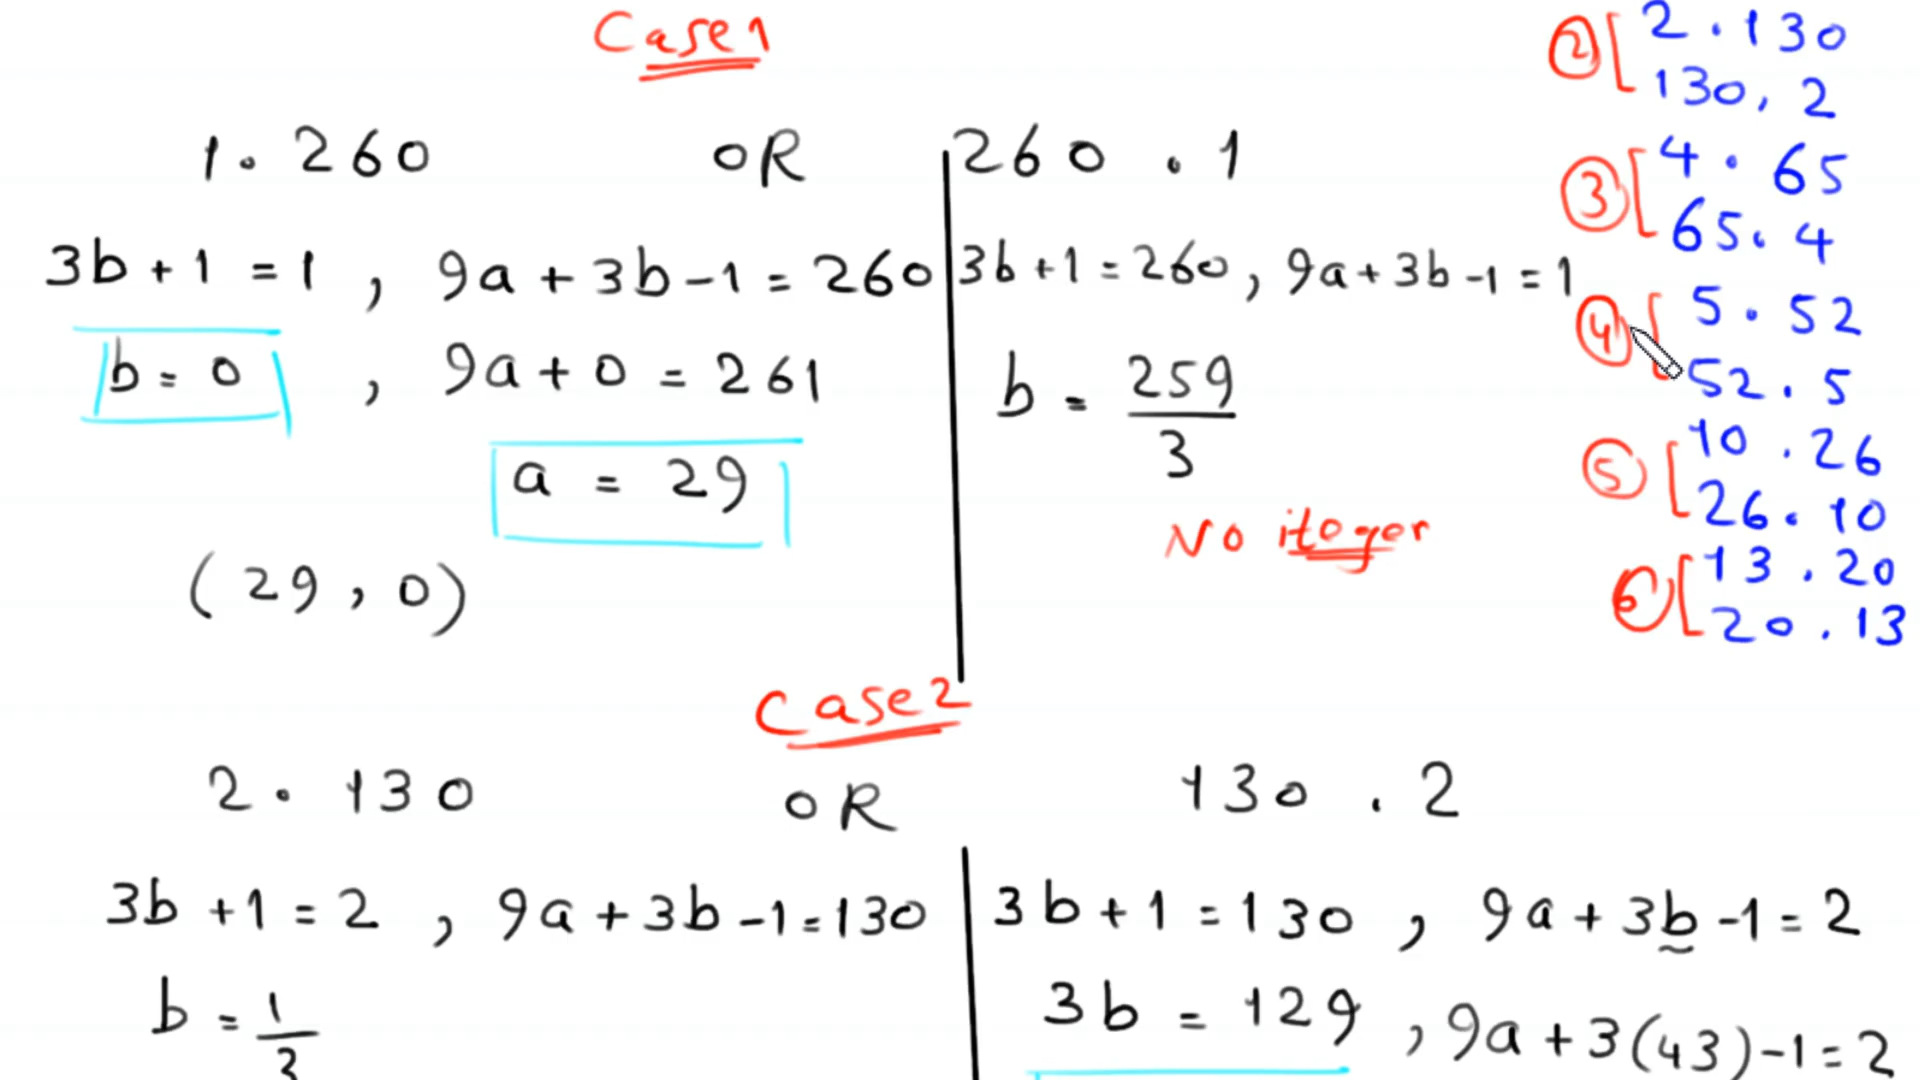 Case 1
1 . 260 OR 260 . 1
3b + 1 = 1 , 9a + 3b - 1 = 260 3b + 1 = 260 , 9a + 3b - 1 = 1
b = 0 , 9a + 0 = 261 b = 259/3
a = 29
No itoger
(29 , 0)
Case 2
2 . 130 OR 130 . 2
3b + 1 = 2 , 9a + 3b - 1 = 130 3b + 1 = 130 , 9a + 3b - 1 = 2
b = 1/3 3b = 129 , 9a + 3(43) - 1 = 2
② [ 2 . 130
130 . 2
③ [ 4 . 65
65 . 4
④ [ 5 . 52
52 . 5
⑤ [ 10 . 26
26 . 10
⑥ [ 13 . 20
20 . 13